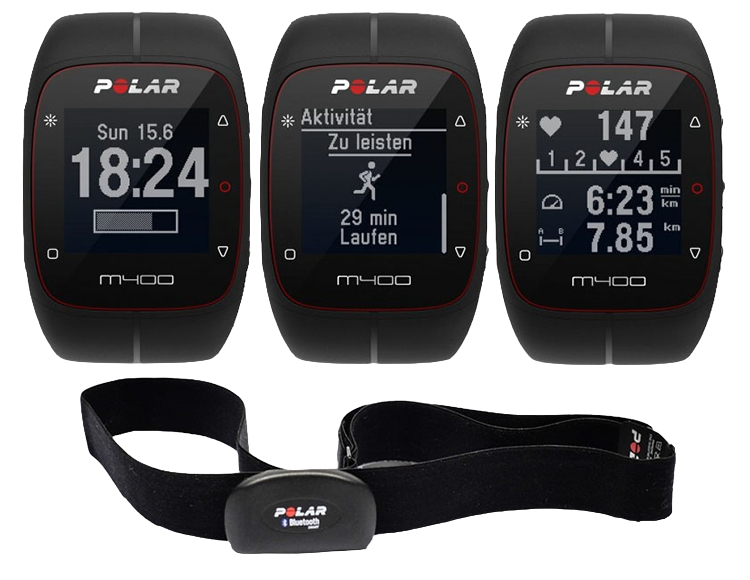 POLAR
Sun 15.6
18:24
M400
POLAR
Aktivität
Zu leisten
29 min
Laufen
M400
POLAR
147
1 2 4 5
6:23 min km
A B
7.85 km
M400
POLAR
POLAR
Bluetooth